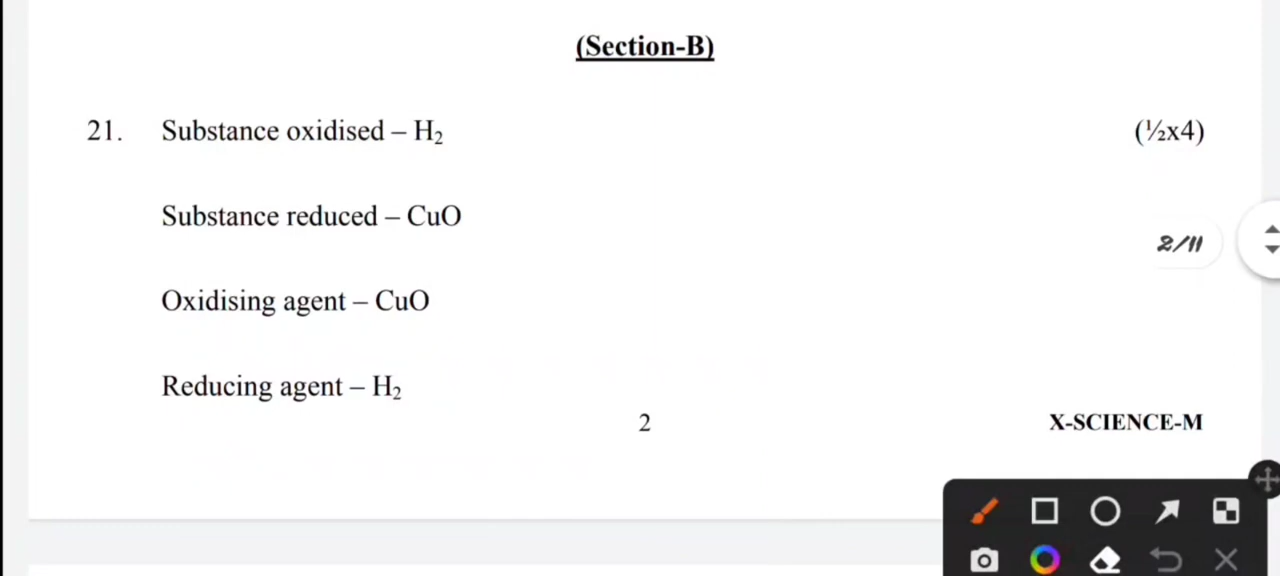 (Section-B)
21. Substance oxidised – H₂ (½x4)
Substance reduced – CuO
2/11
Oxidising agent – CuO
Reducing agent – H₂
2 X-SCIENCE-M